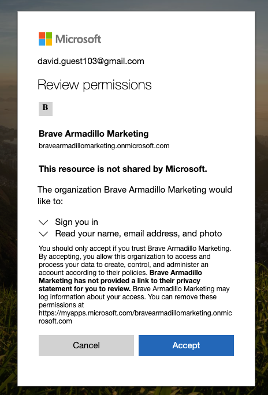 Microsoft
david.guest103@gmail.com
Review permissions
B
Brave Armadillo Marketing
bravearmadillomarketing.onmicrosoft.com
This resource is not shared by Microsoft.
The organization Brave Armadillo Marketing would
like to:
Sign you in
Read your name, email address, and photo
You should only accept if you trust Brave Armadillo Marketing.
By accepting, you allow this organization to access and
process your data to create, control, and administer an
account according to their policies. Brave Armadillo
Marketing has not provided a link to their privacy
statement for you to review. Brave Armadillo Marketing may
log information about your access. You can remove these
permissions at
https://myapps.microsoft.com/bravearmadillomarketing.onmic
rosoft.com
Cancel
Accept